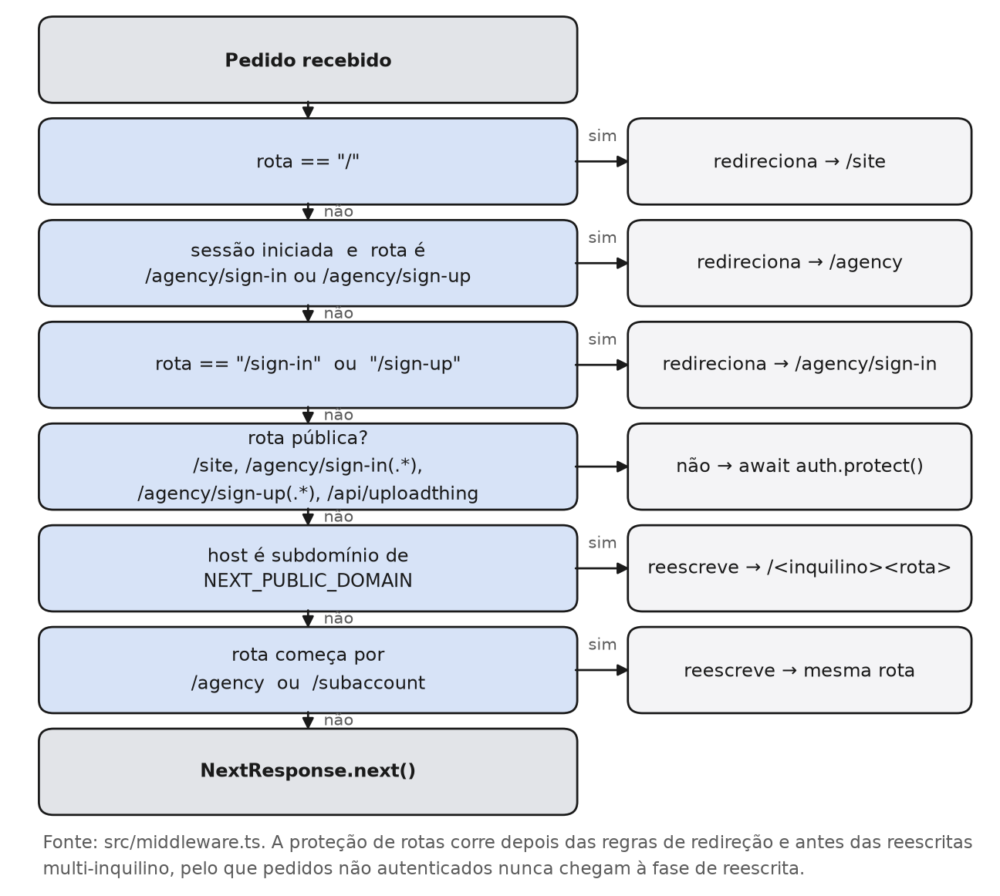 Pedido recebido
rota == "/"
sim
redireciona → /site
não
sessão iniciada  e  rota é
/agency/sign-in ou /agency/sign-up
sim
redireciona → /agency
não
rota == "/sign-in"  ou  "/sign-up"
sim
redireciona → /agency/sign-in
não
rota pública?
/site, /agency/sign-in(.*),
/agency/sign-up(.*), /api/uploadthing
não → await auth.protect()
não
host é subdomínio de
NEXT_PUBLIC_DOMAIN
sim
reescreve → /<inquilino><rota>
não
rota começa por
/agency  ou  /subaccount
sim
reescreve → mesma rota
não
NextResponse.next()
Fonte: src/middleware.ts. A proteção de rotas corre depois das regras de redireção e antes das reescritas
multi-inquilino, pelo que pedidos não autenticados nunca chegam à fase de reescrita.